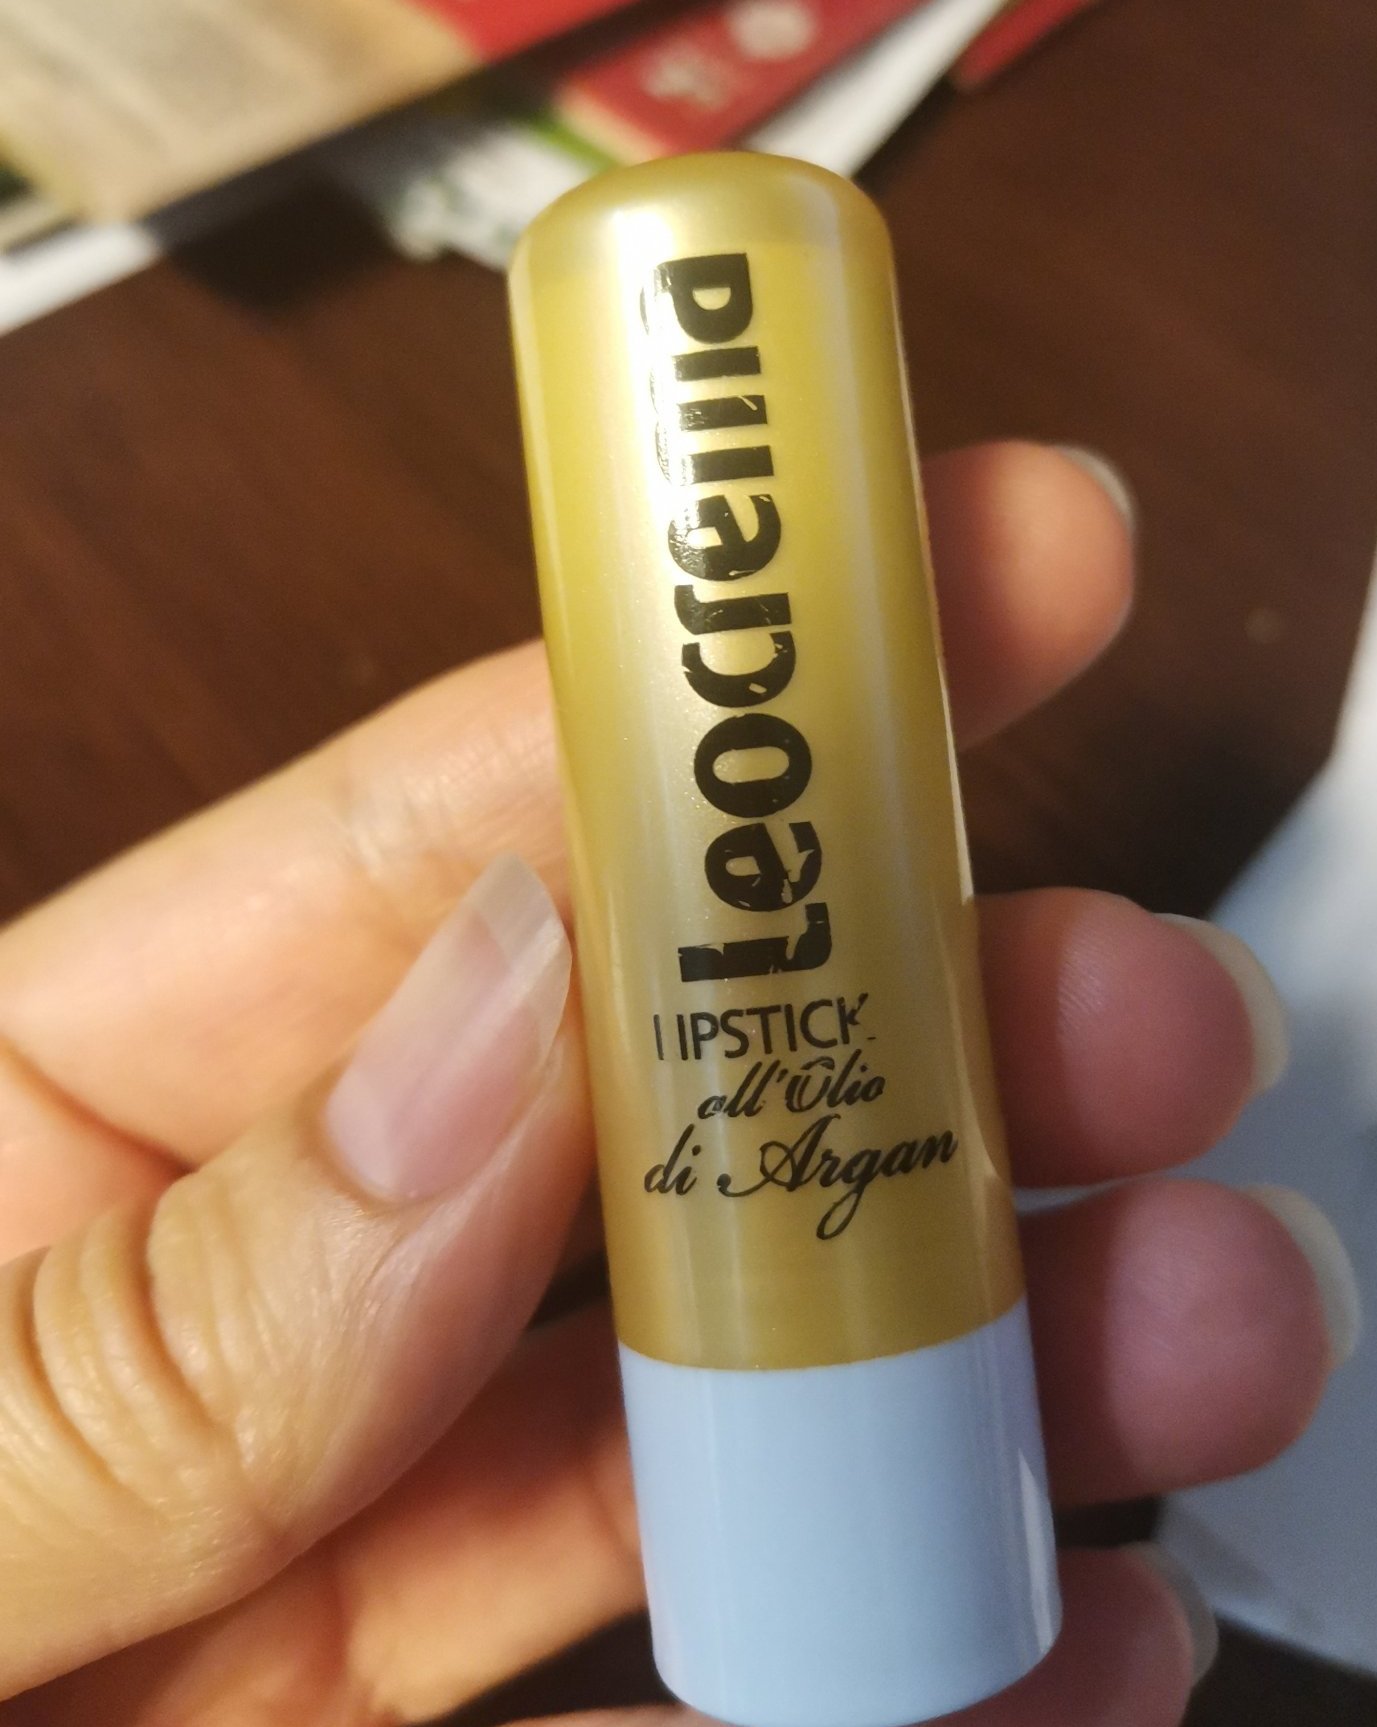 Leocrema
LIPSTICK
all'Olio
di Argan